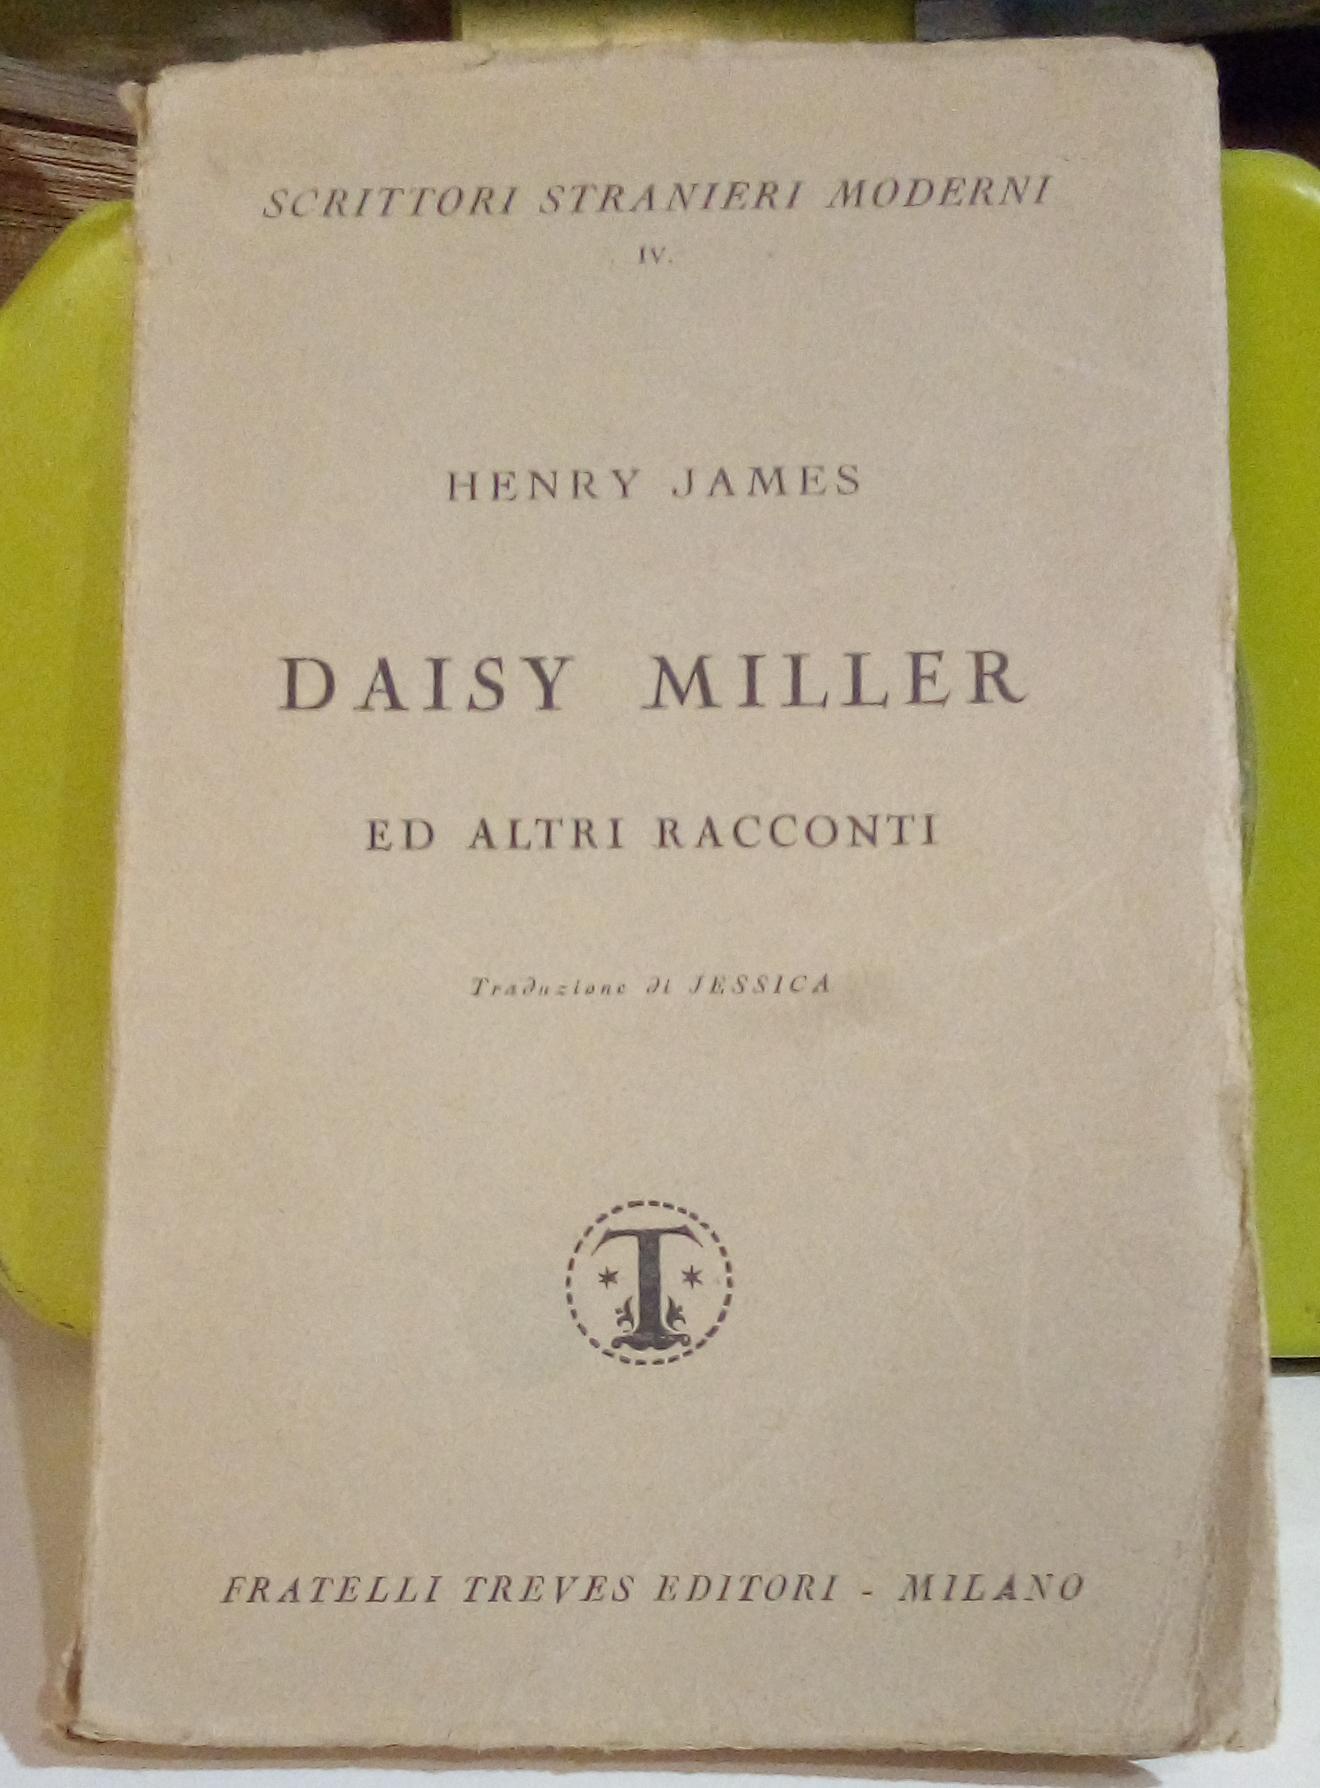 SCRITTORI STRANIERI MODERNI
IV.
HENRY JAMES
DAISY MILLER
ED ALTRI RACCONTI
Traduzione di JESSICA
T
FRATELLI TREVES EDITORI - MILANO